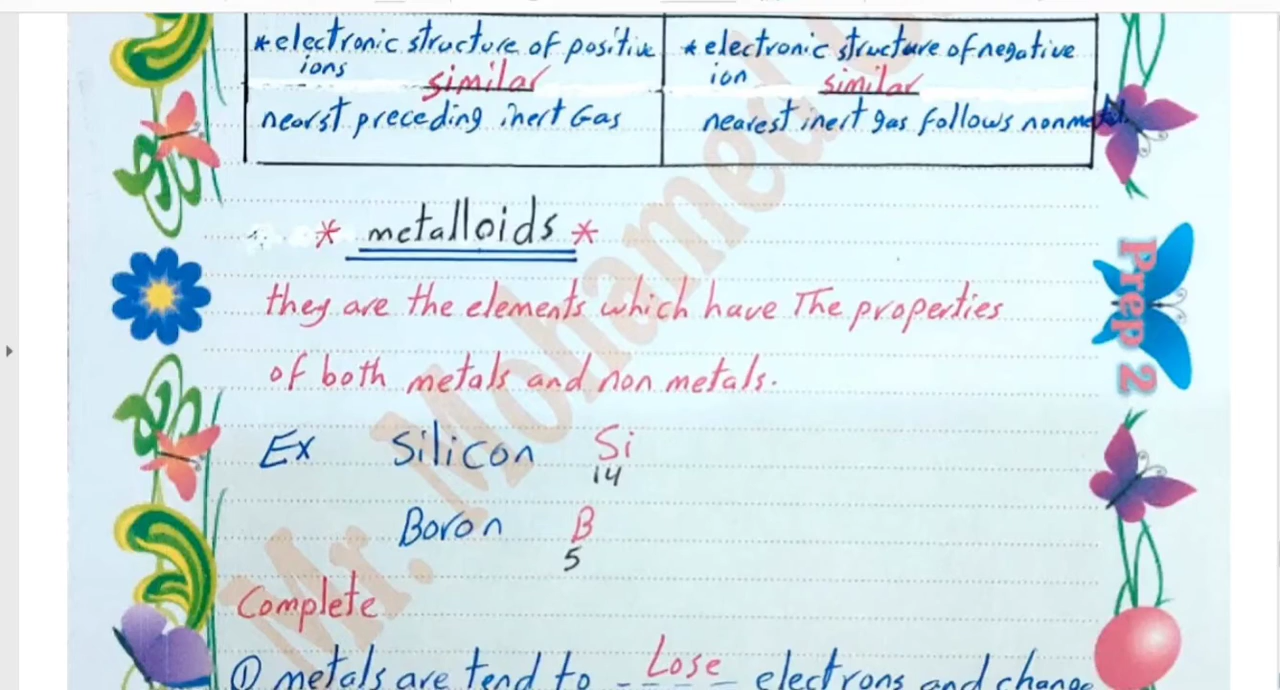 *electronic structure of positive
ions similar
nearst preceding inert Gas
* electronic structure of negative
ion similar
nearest inert gas follows nonmetal.
* metalloids *
they are the elements which have The properties
of both metals and non metals.
Ex Silicon Si
14
Boron B
5
Complete
① metals are tend to Lose electrons and change
Prep 2
Mr. Mohamed